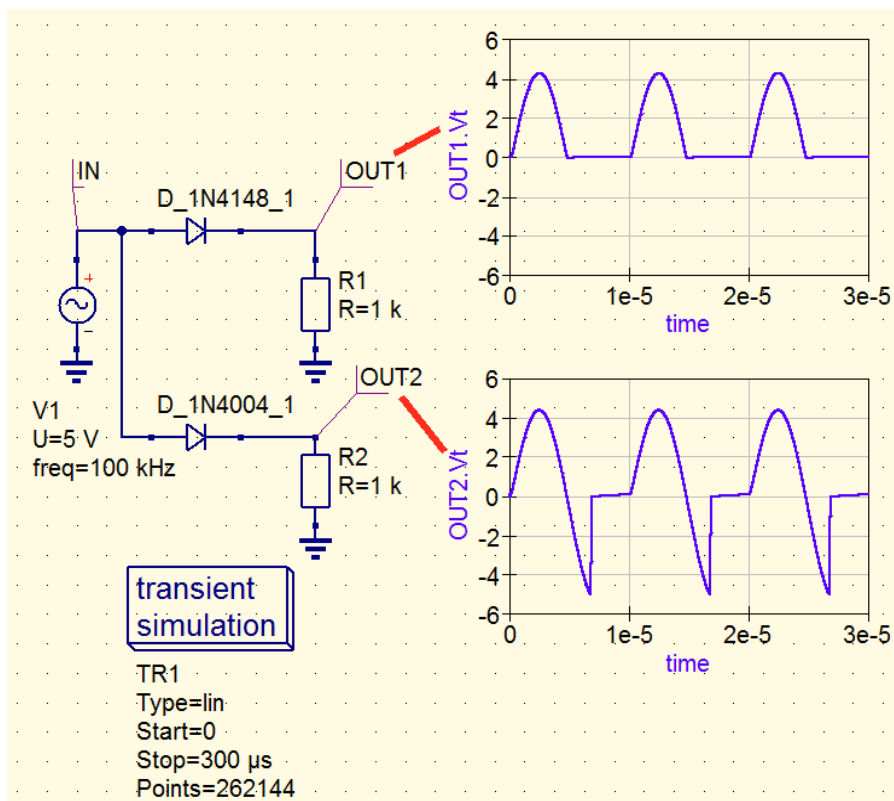 6
4
2
0
-2
-4
-6
OUT1.Vt
0
1e-5
2e-5
3e-5
time
IN
OUT1
D_1N4148_1
+
-
R1
R=1 k
OUT2
D_1N4004_1
V1
U=5 V
freq=100 kHz
R2
R=1 k
6
4
2
0
-2
-4
-6
OUT2.Vt
0
1e-5
2e-5
3e-5
time
transient
simulation
TR1
Type=lin
Start=0
Stop=300 µs
Points=262144